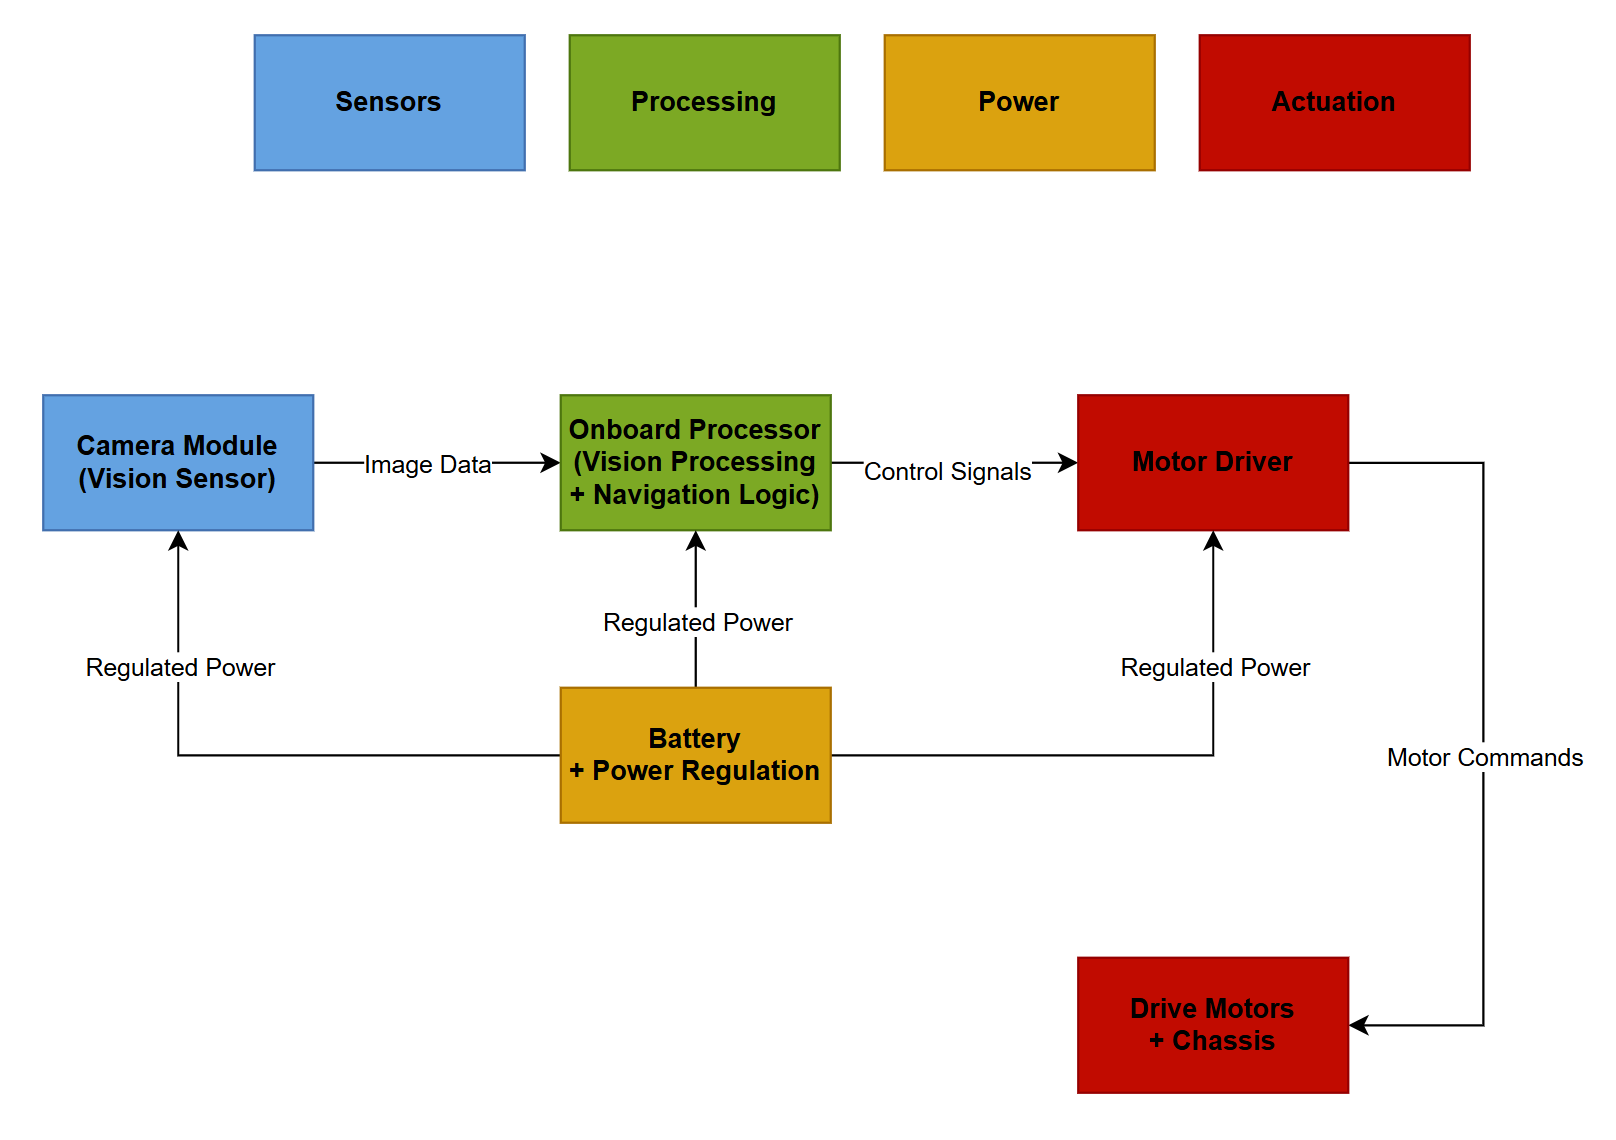 Sensors
Processing
Power
Actuation
Camera Module
(Vision Sensor)
Image Data
Onboard Processor
(Vision Processing
+ Navigation Logic)
Control Signals
Motor Driver
Regulated Power
Regulated Power
Regulated Power
Battery
+ Power Regulation
Motor Commands
Drive Motors
+ Chassis